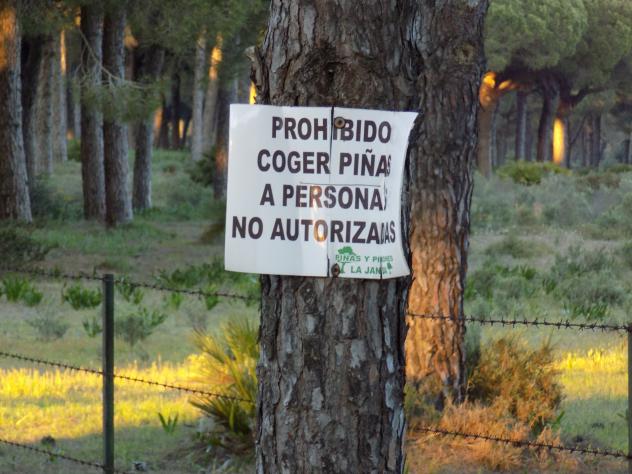 PROHIBIDO
COGER PIÑAS
A PERSONAS
NO AUTORIZADAS
PIÑAS Y PIÑONES
LA JANDA